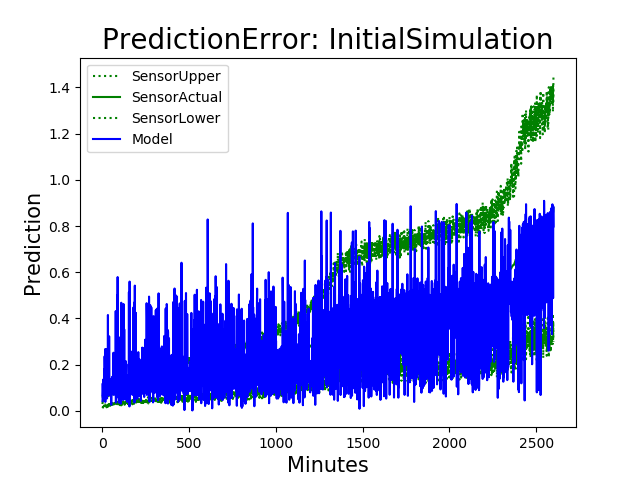 PredictionError: InitialSimulation
SensorUpper
SensorActual
SensorLower
Model
Prediction
1.4
1.2
1.0
0.8
0.6
0.4
0.2
0.0
0
500
1000
1500
2000
2500
Minutes